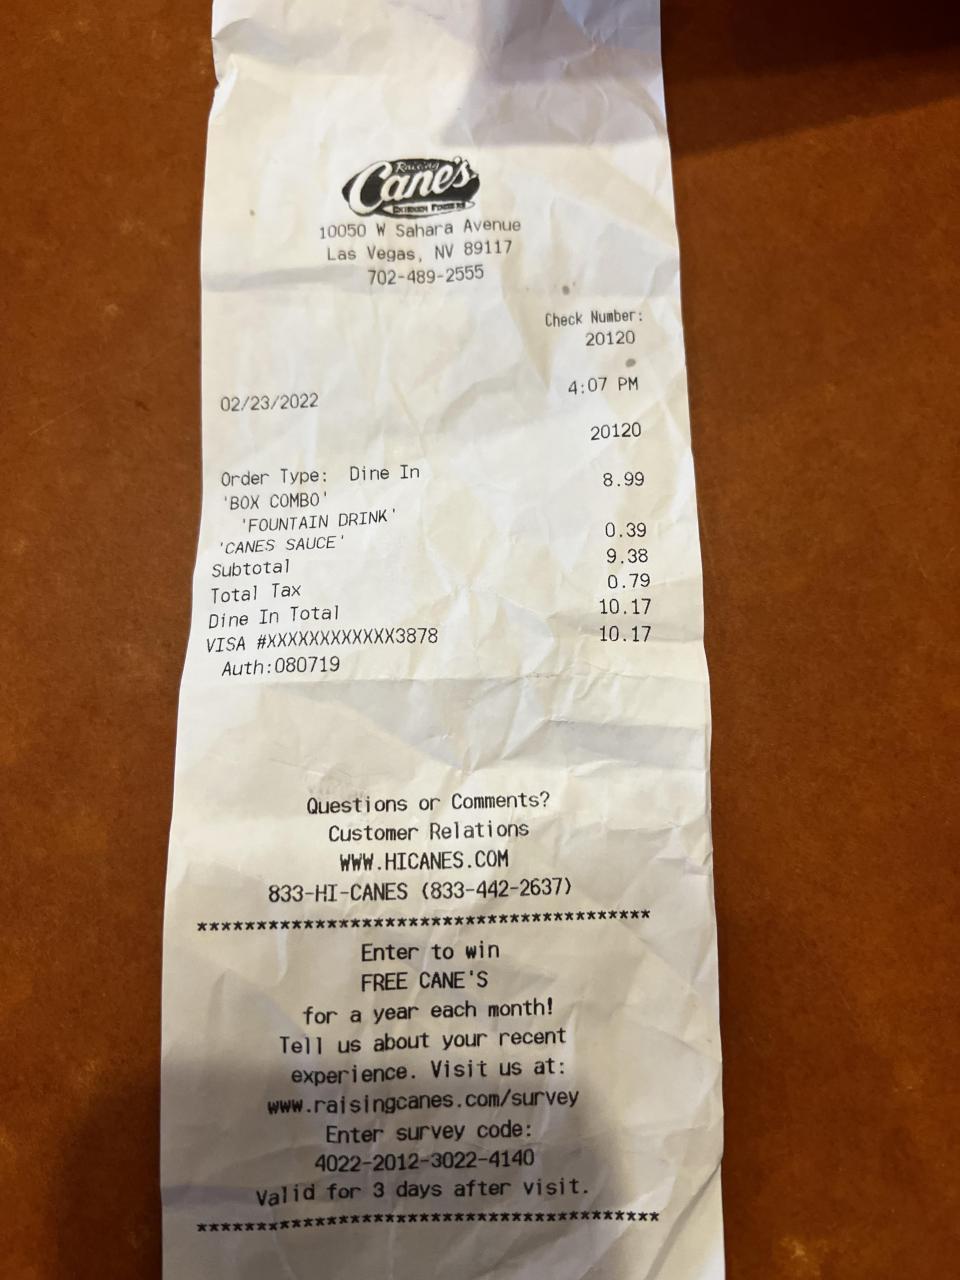 Raising
Cane's
CHICKEN FINGERS
10050 W Sahara Avenue
Las Vegas, NV 89117
702-489-2555
Check Number:
20120
02/23/2022 4:07 PM
20120
Order Type: Dine In
'BOX COMBO' 8.99
'FOUNTAIN DRINK'
'CANES SAUCE' 0.39
Subtotal 9.38
Total Tax 0.79
Dine In Total 10.17
VISA #XXXXXXXXXXXX3878 10.17
Auth:080719
Questions or Comments?
Customer Relations
WWW.HICANES.COM
833-HI-CANES (833-442-2637)
****************************************
Enter to win
FREE CANE'S
for a year each month!
Tell us about your recent
experience. Visit us at:
www.raisingcanes.com/survey
Enter survey code:
4022-2012-3022-4140
Valid for 3 days after visit.
****************************************